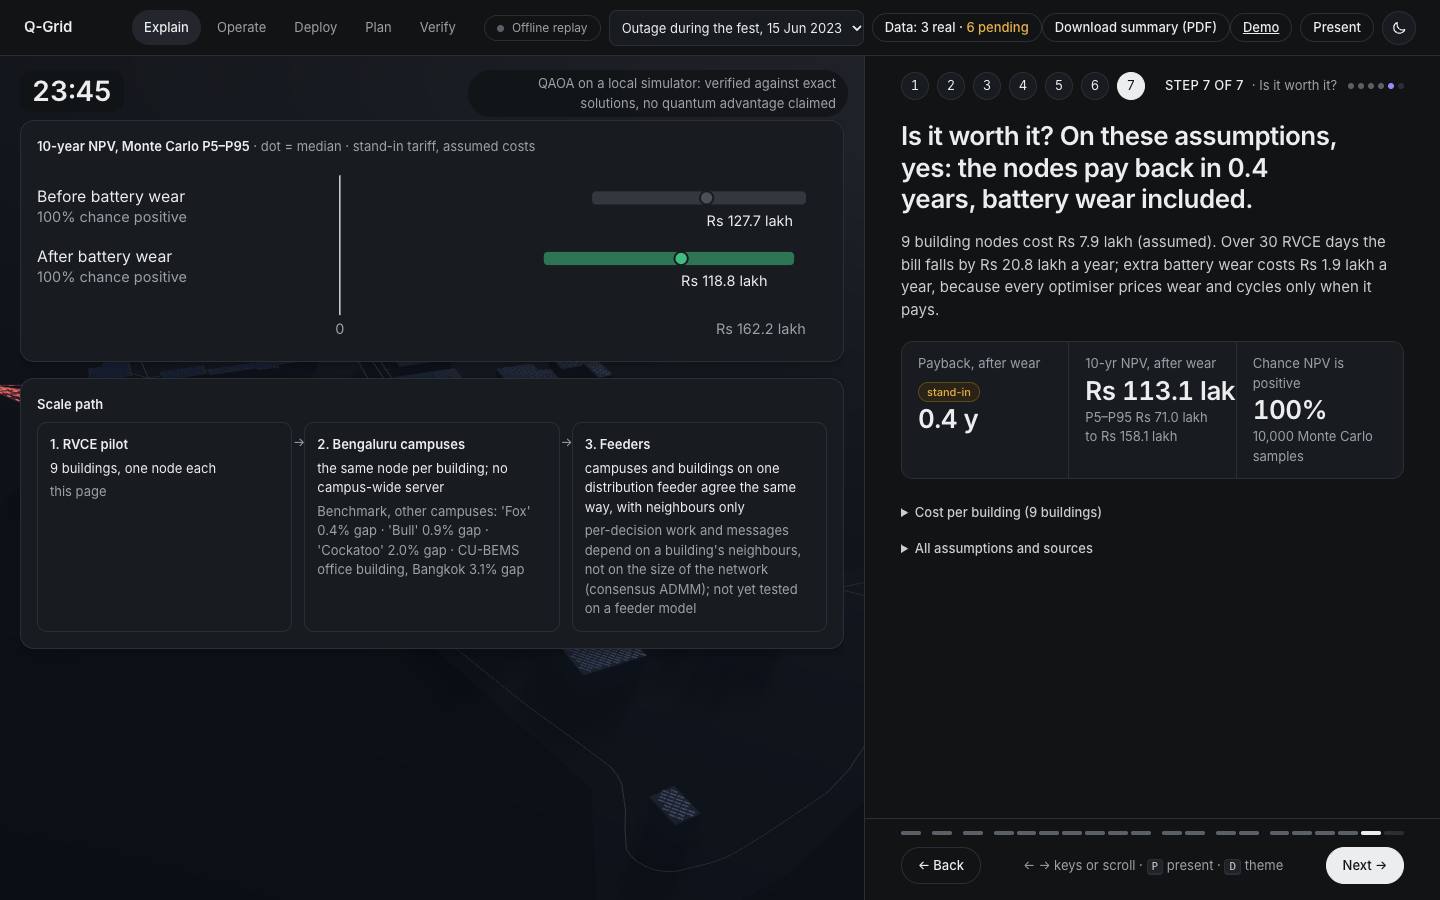 Q-Grid
Explain
Operate
Deploy
Plan
Verify
Offline replay
Outage during the fest, 15 Jun 2023
Data: 3 real · 6 pending
Download summary (PDF)
Demo
Present
23:45
QAOA on a local simulator: verified against exact
solutions, no quantum advantage claimed
10-year NPV, Monte Carlo P5–P95 · dot = median · stand-in tariff, assumed costs
Before battery wear
100% chance positive
Rs 127.7 lakh
After battery wear
100% chance positive
Rs 118.8 lakh
0
Rs 162.2 lakh
Scale path
1. RVCE pilot
9 buildings, one node each
this page
→
2. Bengaluru campuses
the same node per building; no
campus-wide server
Benchmark, other campuses: 'Fox'
0.4% gap · 'Bull' 0.9% gap ·
'Cockatoo' 2.0% gap · CU-BEMS
office building, Bangkok 3.1% gap
→
3. Feeders
campuses and buildings on one
distribution feeder agree the same
way, with neighbours only
per-decision work and messages
depend on a building's neighbours,
not on the size of the network
(consensus ADMM); not yet tested
on a feeder model
1 2 3 4 5 6 7
STEP 7 OF 7 · Is it worth it?
Is it worth it? On these assumptions,
yes: the nodes pay back in 0.4
years, battery wear included.
9 building nodes cost Rs 7.9 lakh (assumed). Over 30 RVCE days the
bill falls by Rs 20.8 lakh a year; extra battery wear costs Rs 1.9 lakh a
year, because every optimiser prices wear and cycles only when it
pays.
Payback, after wear
stand-in
0.4 y
10-yr NPV, after wear
Rs 113.1 lak
P5–P95 Rs 71.0 lakh
to Rs 158.1 lakh
Chance NPV is
positive
100%
10,000 Monte Carlo
samples
▶ Cost per building (9 buildings)
▶ All assumptions and sources
← Back
← → keys or scroll · P present · D theme
Next →